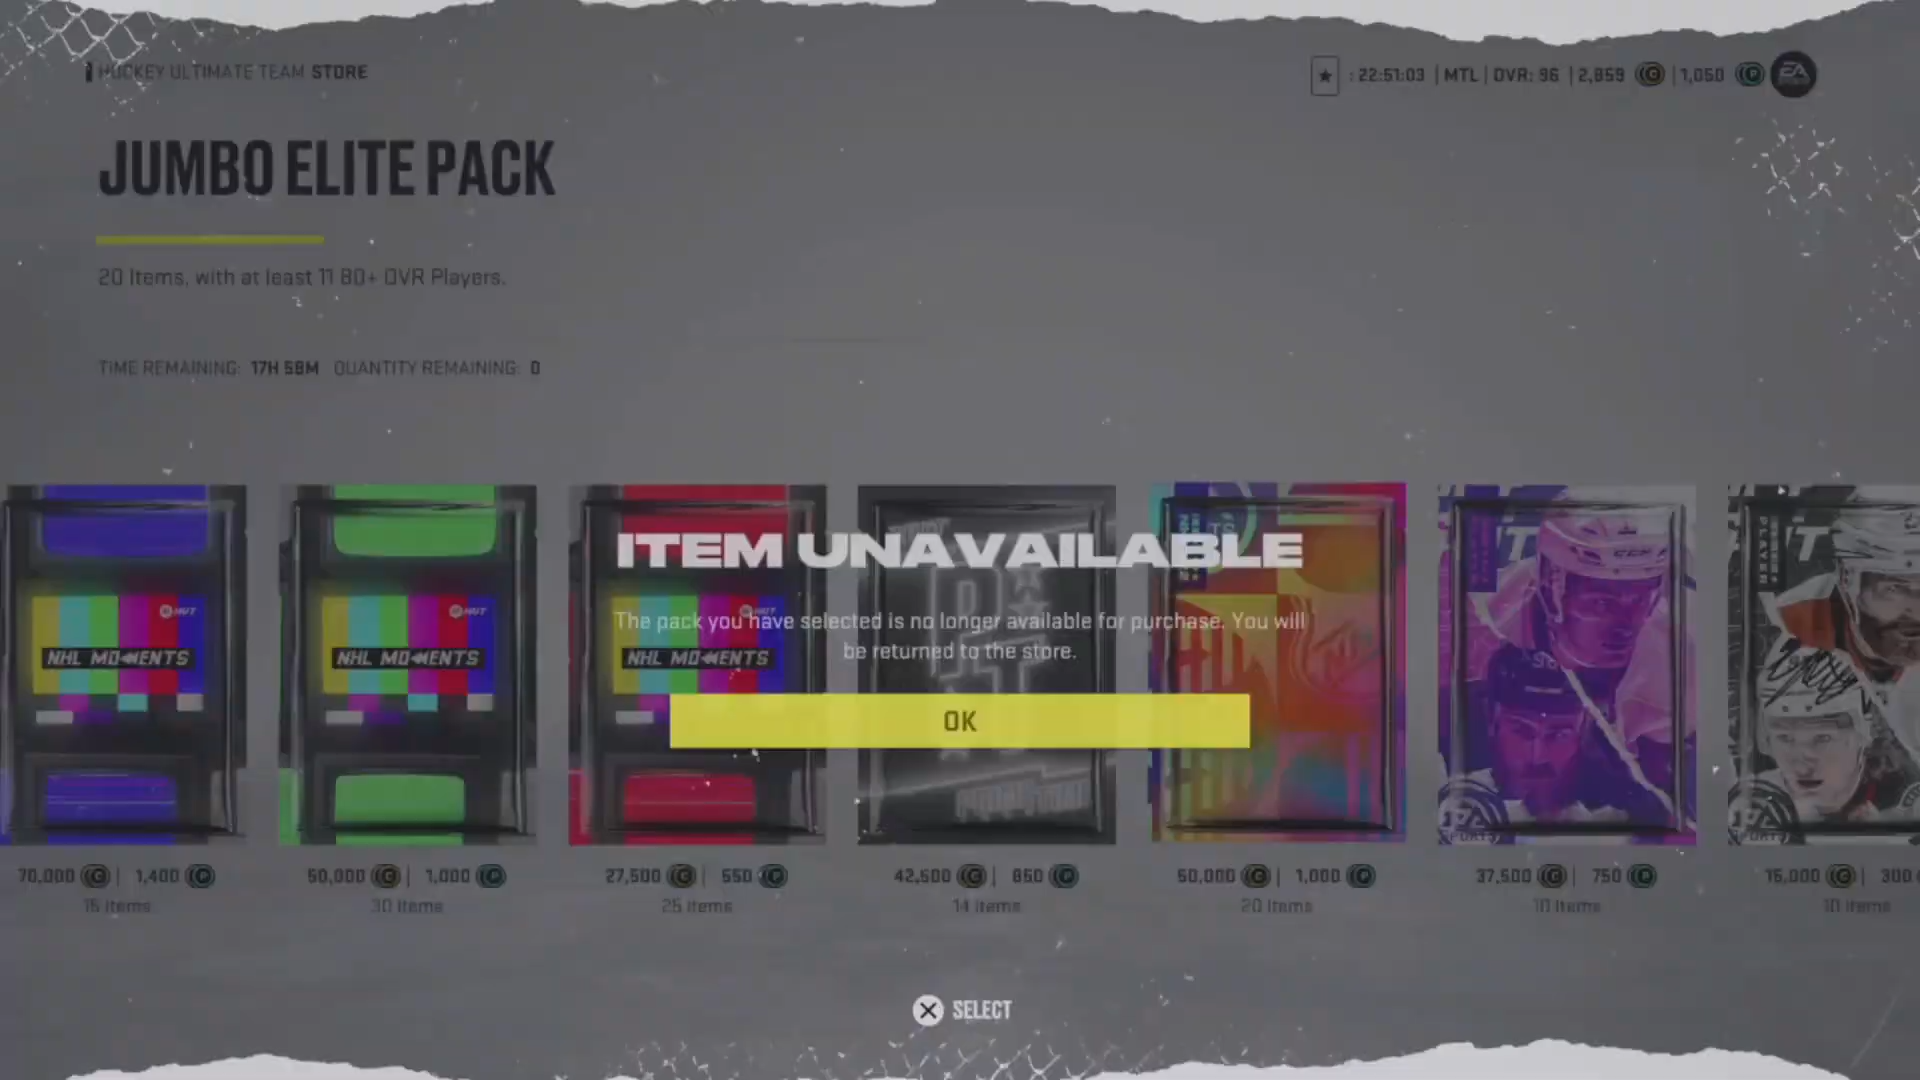 HOCKEY ULTIMATE TEAM STORE
: 22:51:03 | MTL | OVR: 96 | 2,859 | 1,050
JUMBO ELITE PACK
20 Items, with at least 11 80+ OVR Players.
TIME REMAINING: 17H 58M QUANTITY REMAINING: 0
ITEM UNAVAILABLE
The pack you have selected is no longer available for purchase. You will
be returned to the store.
OK
HUT
NHL MOMENTS
HUT
NHL MOMENTS
HUT
NHL MOMENTS
70,000 | 1,400
15 Items
50,000 | 1,000
30 Items
27,500 | 550
25 Items
42,500 | 850
14 Items
50,000 | 1,000
20 Items
37,500 | 750
10 Items
15,000 | 300
10 Items
SELECT